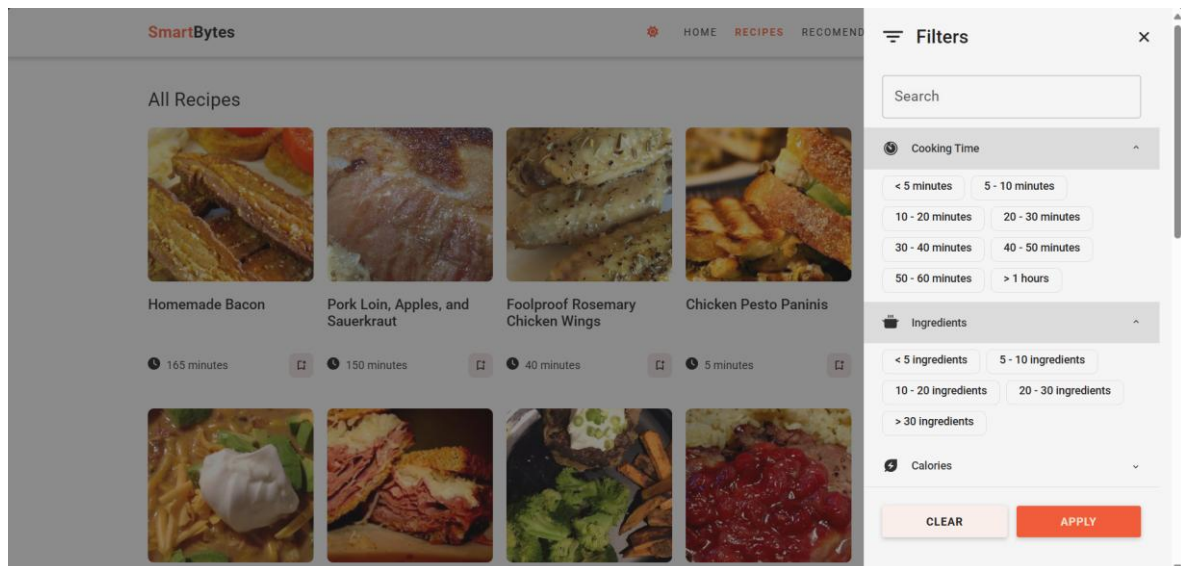 SmartBytes
HOME RECIPES RECOMEND
All Recipes
Homemade Bacon
165 minutes
Pork Loin, Apples, and
Sauerkraut
150 minutes
Foolproof Rosemary
Chicken Wings
40 minutes
Chicken Pesto Paninis
5 minutes
Filters
Search
Cooking Time
< 5 minutes
5 - 10 minutes
10 - 20 minutes
20 - 30 minutes
30 - 40 minutes
40 - 50 minutes
50 - 60 minutes
> 1 hours
Ingredients
< 5 ingredients
5 - 10 ingredients
10 - 20 ingredients
20 - 30 ingredients
> 30 ingredients
Calories
CLEAR
APPLY